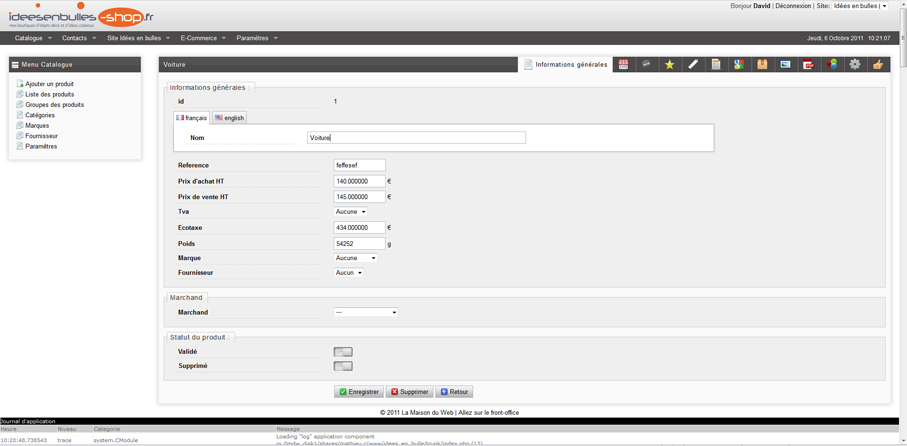 ideesenbulles-shop.fr
mes boutiques d'objets déco et d'idées cadeaux
Bonjour David | Déconnexion | Site: Idées en bulles (
Catalogue Contacts Site Idées en bulles E-Commerce Paramètres
Jeudi, 6 Octobre 2011 10:21:07
Menu Catalogue
Ajouter un produit
Liste des produits
Groupes des produits
Catégories
Marques
Fournisseur
Paramètres
Voiture
Informations générales
Informations générales :
id 1
français english
Nom Voiture
Reference feffesef
Prix d'achat HT 140.000000 €
Prix de vente HT 145.000000 €
Tva Aucune
Ecotaxe 434.000000 €
Poids 54252 g
Marque Aucune
Fournisseur Aucun
Marchand
Marchand ---
Statut du produit :
Validé
Supprimé
Enregistrer Supprimer Retour
© 2011 La Maison du Web | Allez sur le front-office
Journal d'application
Heure Niveau Categorie Message
10:20:48.738543 trace system.CModule Loading "log" application component